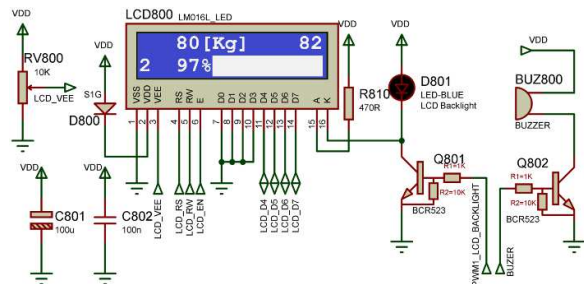 LCD800
LM016L_LED
VDD
RV800
10K
LCD_VEE
VDD
S1G
D800
80[Kg] 82
2 97%
VSS
VDD
VEE
RS
RW
E
D0
D1
D2
D3
D4
D5
D6
D7
A
K
1
2
3
4
5
6
7
8
9
10
11
12
13
14
15
16
LCD_VEE
LCD_RS
LCD_RW
LCD_EN
LCD_D4
LCD_D5
LCD_D6
LCD_D7
VDD
R810
470R
VDD
D801
LED-BLUE
LCD Backlight
VDD
BUZ800
BUZZER
Q801
R1=1K
R2=10K
BCR523
PWM1_LCD_BACKLIGHT
Q802
R1=1K
R2=10K
BCR523
BUZER
VDD
C801
100u
VDD
C802
100n